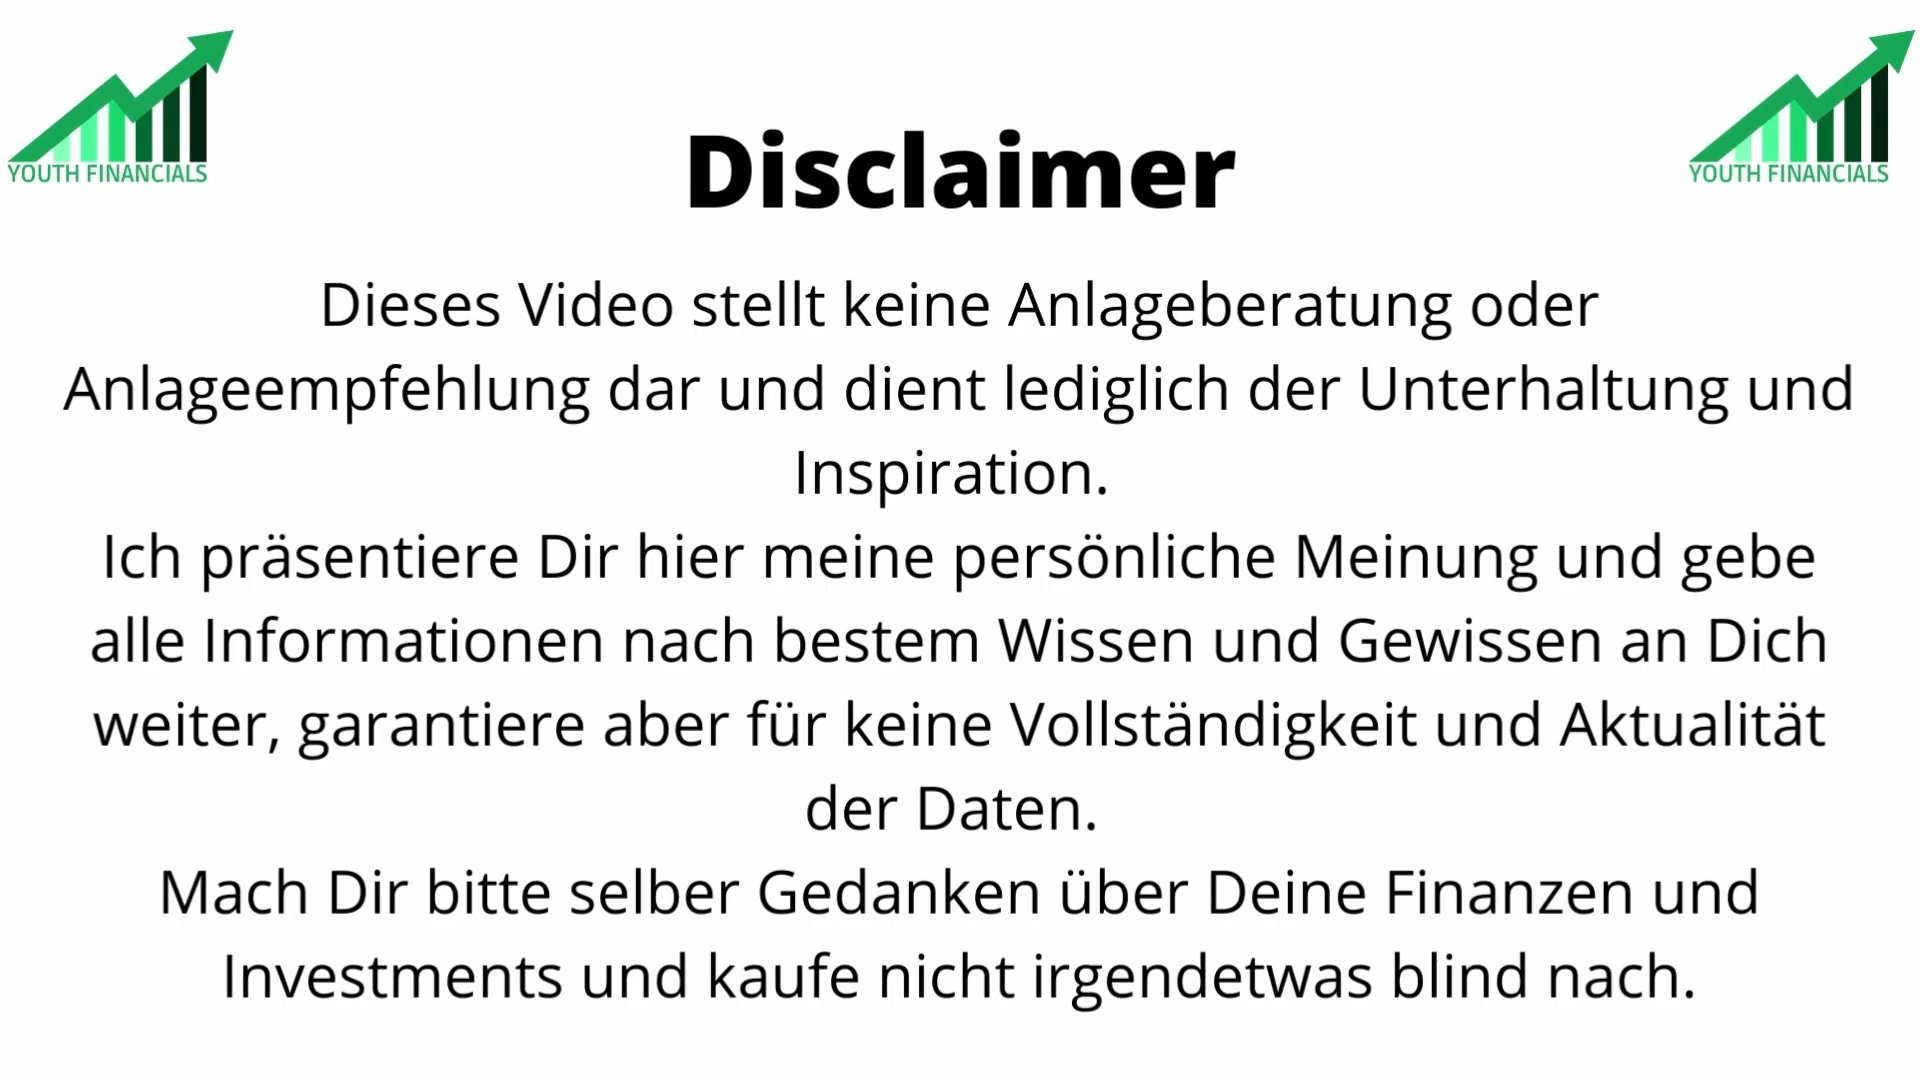 YOUTH FINANCIALS
YOUTH FINANCIALS
Disclaimer
Dieses Video stellt keine Anlageberatung oder
Anlageempfehlung dar und dient lediglich der Unterhaltung und
Inspiration.
Ich präsentiere Dir hier meine persönliche Meinung und gebe
alle Informationen nach bestem Wissen und Gewissen an Dich
weiter, garantiere aber für keine Vollständigkeit und Aktualität
der Daten.
Mach Dir bitte selber Gedanken über Deine Finanzen und
Investments und kaufe nicht irgendetwas blind nach.